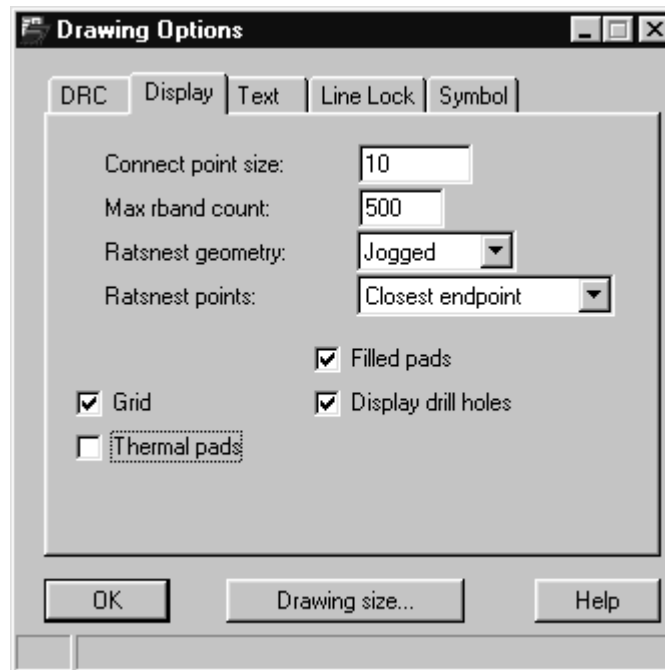 Drawing Options
DRC Display Text Line Lock Symbol
Connect point size: 10
Max rband count: 500
Ratsnest geometry: Jogged
Ratsnest points: Closest endpoint
Filled pads
Grid Display drill holes
Thermal pads
OK Drawing size... Help